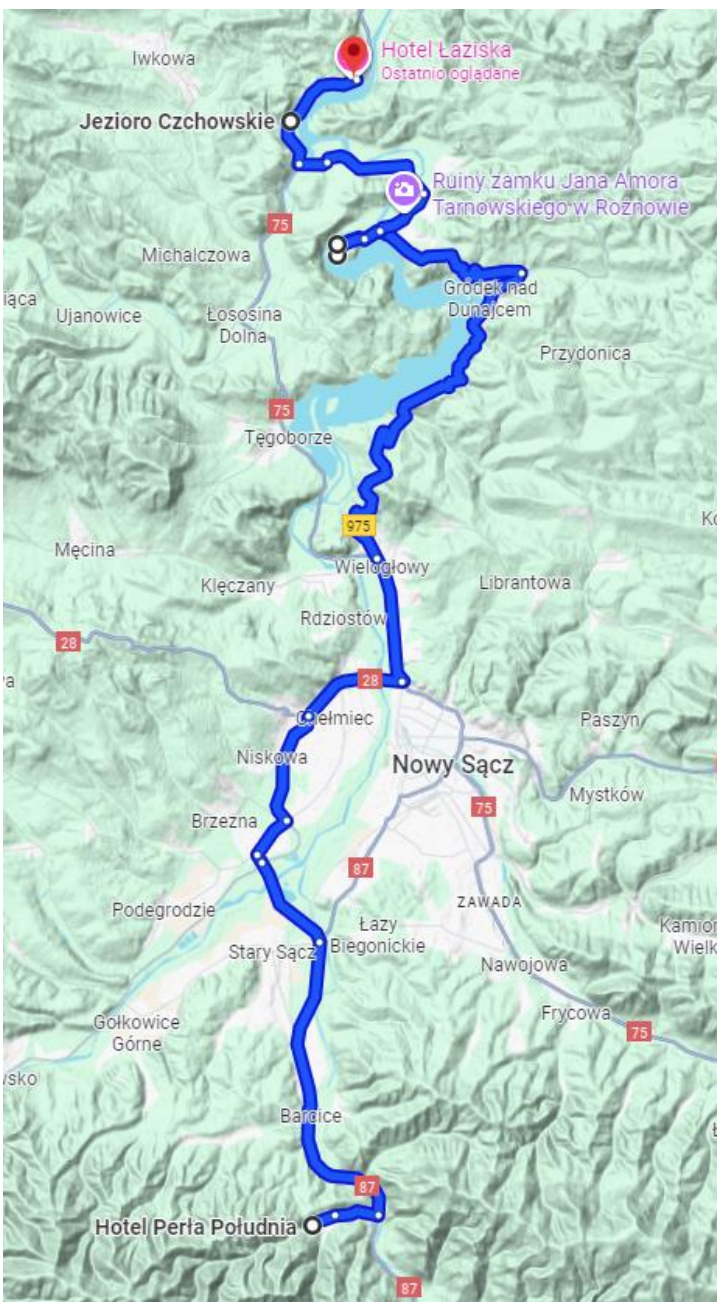 Iwkowa
Hotel Łaziska
Ostatnio oglądane
Jezioro Czchowskie
Ruiny zamku Jana Amora
Tarnowskiego w Rożnowie
75
Michalczowa
iąca
Ujanowice
Łososina
Dolna
Gródek nad
Dunajcem
Przydonica
75
Tęgoborze
975
Męcina
Wielogłowy
Klęczany
Librantowa
Rdziostów
28
28
Chełmiec
Paszyn
Niskowa
Nowy Sącz
75
Mystków
Brzezna
87
ZAWADA
Podegrodzie
Łazy
Biegonickie
Kamion
Wielk
Stary Sącz
Nawojowa
Gołkowice
Górne
Frycowa
75
wsko
Barcice
87
Hotel Perła Południa
87